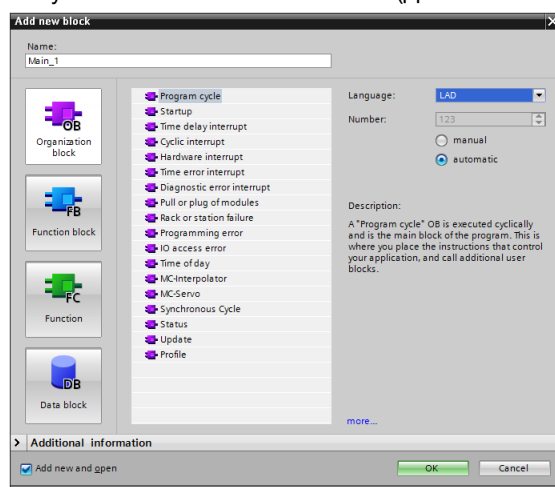 Add new block
Name:
Main_1
OB
Organization
block
FB
Function block
FC
Function
DB
Data block
Program cycle
Startup
Time delay interrupt
Cyclic interrupt
Hardware interrupt
Time error interrupt
Diagnostic error interrupt
Pull or plug of modules
Rack or station failure
Programming error
IO access error
Time of day
MC-Interpolator
MC-Servo
Synchronous Cycle
Status
Update
Profile
Language:
LAD
Number:
123
manual
automatic
Description:
A "Program cycle" OB is executed cyclically
and is the main block of the program. This is
where you place the instructions that control
your application, and call additional user
blocks.
more...
Additional information
Add new and open
OK
Cancel